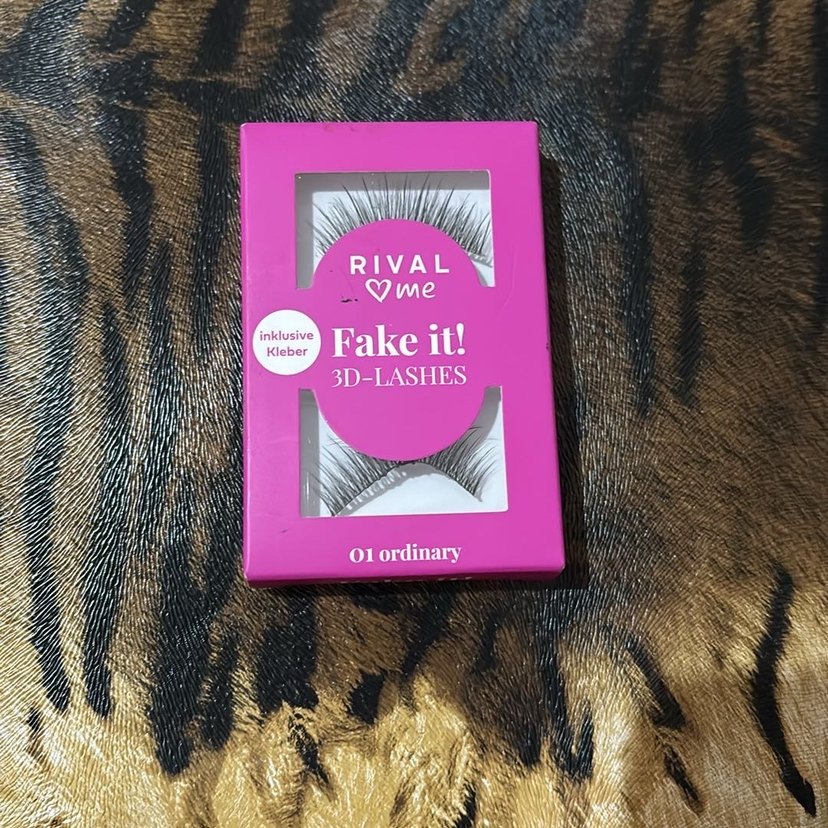 RIVAL
♡me
inklusive
Kleber
Fake it!
3D-LASHES
01 ordinary